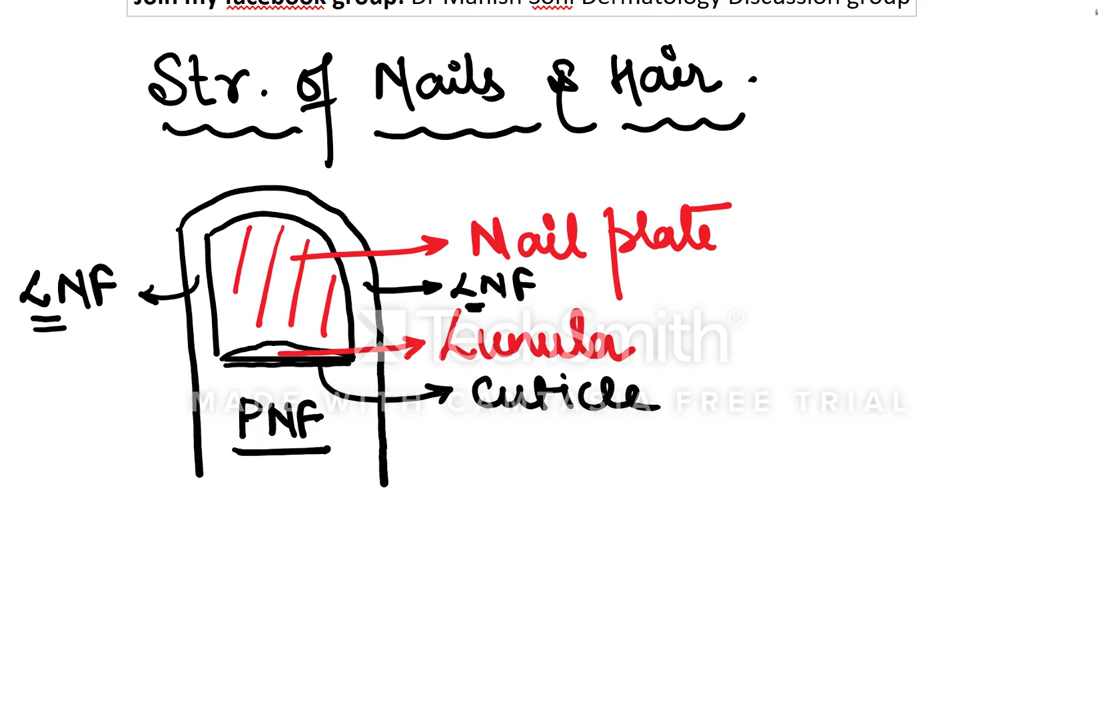 Join my facebook group: Dr Manish Soni Dermatology Discussion group
Str. of Nails & Hair.
Nail plate
LNF
LNF
Lunula
Cuticle
PNF
TechSmith®
MADE WITH CAMTASIA FREE TRIAL